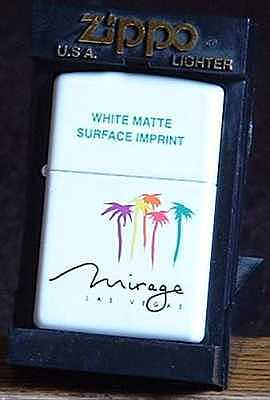 Zippo
U.S.A. LIGHTER
WHITE MATTE
SURFACE IMPRINT
Mirage
LAS VEGAS